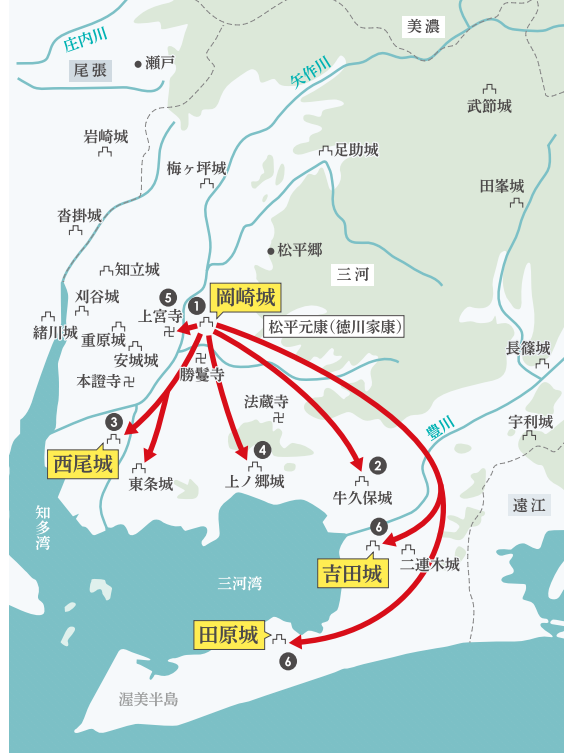 美濃
庄内川
尾張
瀬戸
矢作川
武節城
岩崎城
足助城
梅ヶ坪城
田峯城
沓掛城
松平郷
知立城
三河
刈谷城
5
上宮寺
1
岡崎城
緒川城
重原城
松平元康(徳川家康)
安城城
長篠城
本證寺
勝鬘寺
法蔵寺
宇利城
豊川
3
西尾城
東条城
4
上ノ郷城
2
牛久保城
遠江
知多湾
6
二連木城
吉田城
三河湾
田原城
6
渥美半島